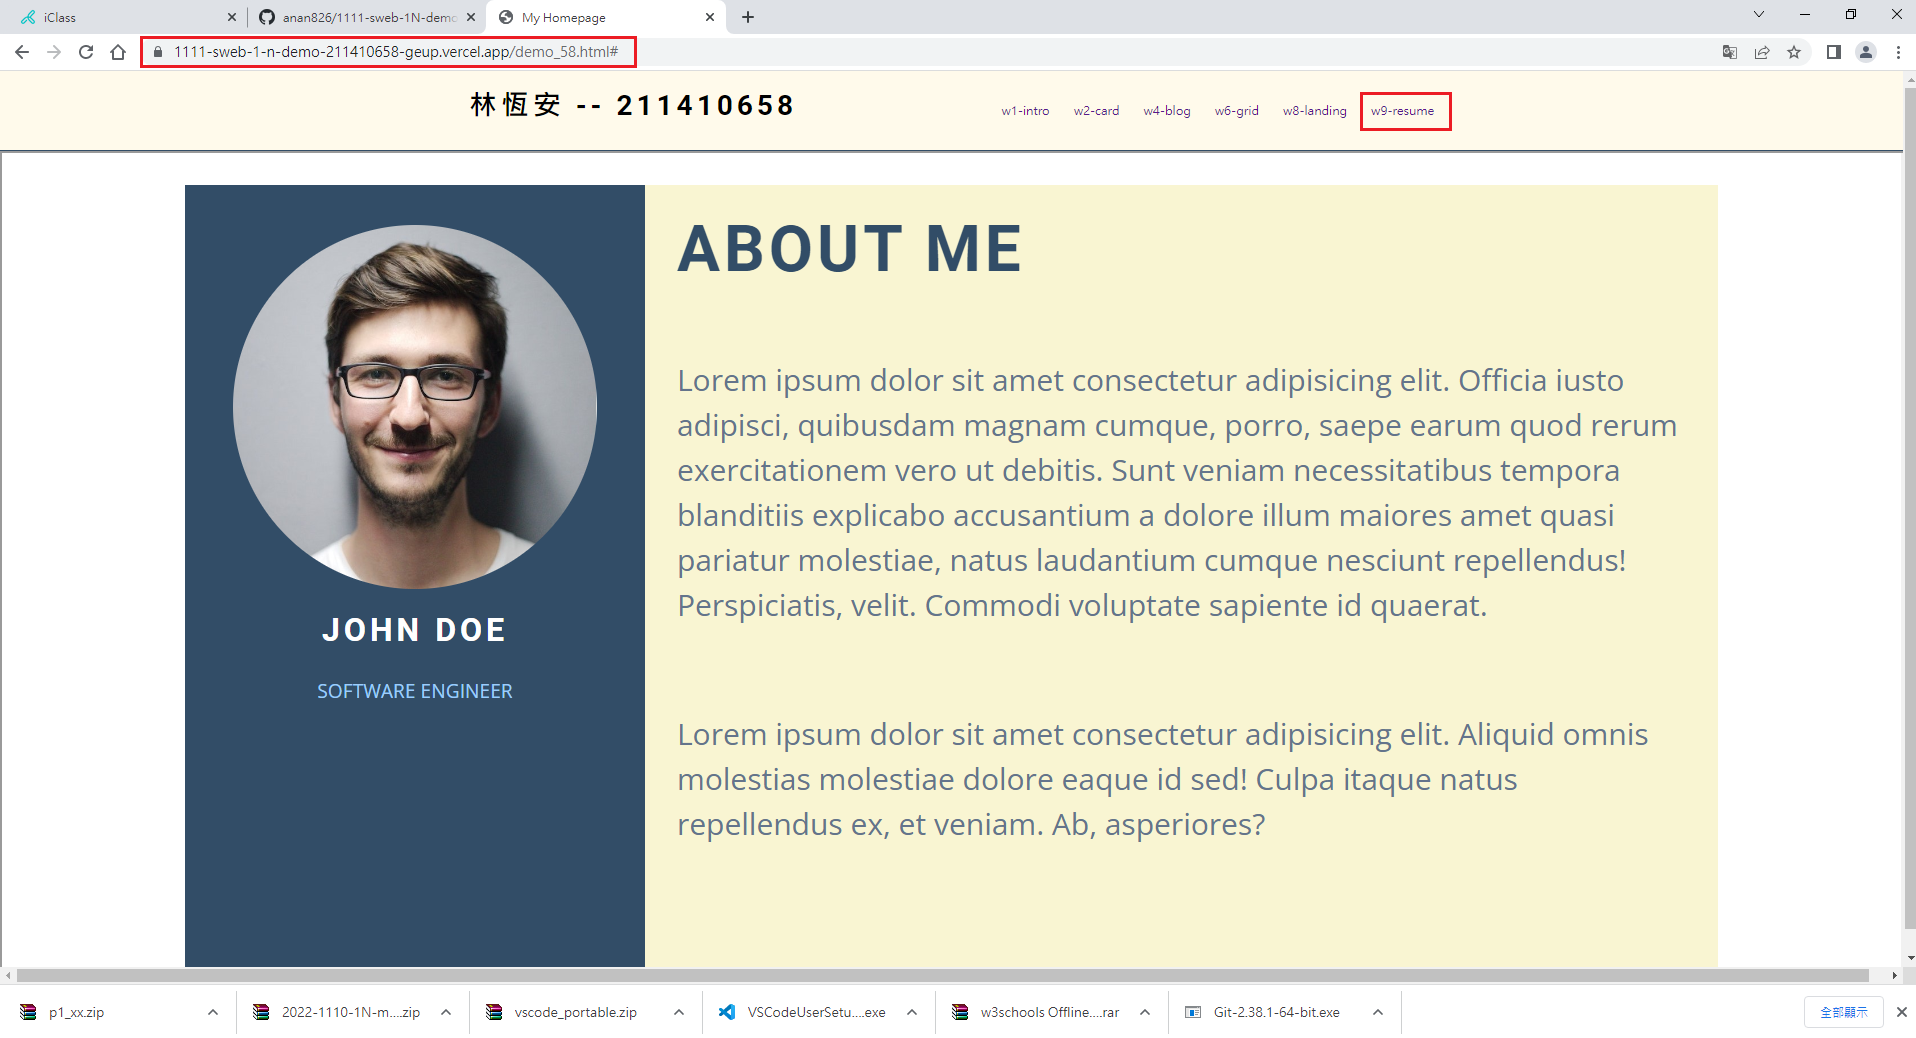 iClass
anan826/1111-sweb-1N-demo
My Homepage
1111-sweb-1-n-demo-211410658-geup.vercel.app/demo_58.html#
林恆安 -- 211410658
w1-intro
w2-card
w4-blog
w6-grid
w8-landing
w9-resume
JOHN DOE
SOFTWARE ENGINEER
ABOUT ME
Lorem ipsum dolor sit amet consectetur adipisicing elit. Officia iusto
adipisci, quibusdam magnam cumque, porro, saepe earum quod rerum
exercitationem vero ut debitis. Sunt veniam necessitatibus tempora
blanditiis explicabo accusantium a dolore illum maiores amet quasi
pariatur molestiae, natus laudantium cumque nesciunt repellendus!
Perspiciatis, velit. Commodi voluptate sapiente id quaerat.
Lorem ipsum dolor sit amet consectetur adipisicing elit. Aliquid omnis
molestias molestiae dolore eaque id sed! Culpa itaque natus
repellendus ex, et veniam. Ab, asperiores?
p1_xx.zip
2022-1110-1N-m....zip
vscode_portable.zip
VSCodeUserSetu....exe
w3schools Offline....rar
Git-2.38.1-64-bit.exe
全部顯示